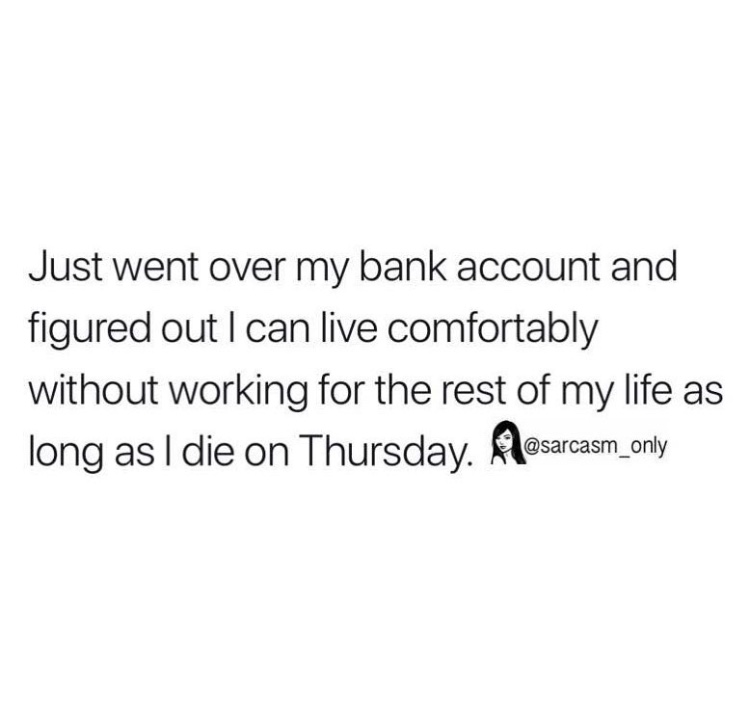 Just went over my bank account and
figured out I can live comfortably
without working for the rest of my life as
long as I die on Thursday. @sarcasm_only